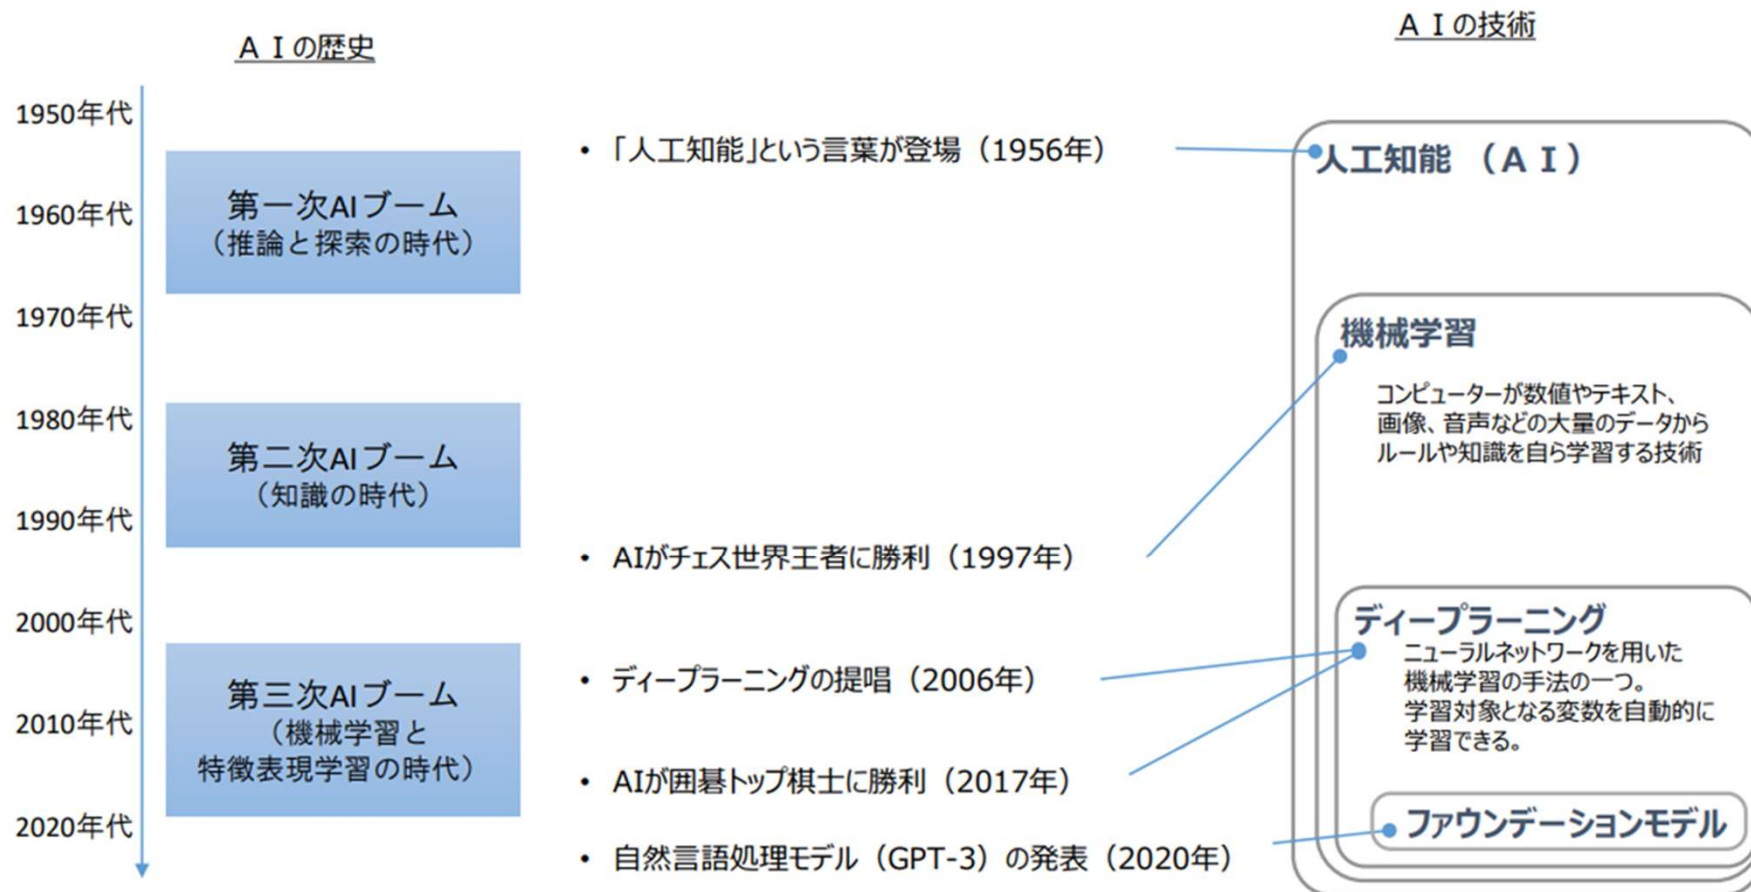 ＡＩの歴史
1950年代
1960年代
1970年代
1980年代
1990年代
2000年代
2010年代
2020年代
第一次AIブーム
（推論と探索の時代）
第二次AIブーム
（知識の時代）
第三次AIブーム
（機械学習と
特徴表現学習の時代）
• 「人工知能」という言葉が登場（1956年）
• AIがチェス世界王者に勝利（1997年）
• ディープラーニングの提唱（2006年）
• AIが囲碁トップ棋士に勝利（2017年）
• 自然言語処理モデル（GPT-3）の発表（2020年）
ＡＩの技術
人工知能（ＡＩ）
機械学習
コンピューターが数値やテキスト、
画像、音声などの大量のデータから
ルールや知識を自ら学習する技術
ディープラーニング
ニューラルネットワークを用いた
機械学習の手法の一つ。
学習対象となる変数を自動的に
学習できる。
ファウンデーションモデル